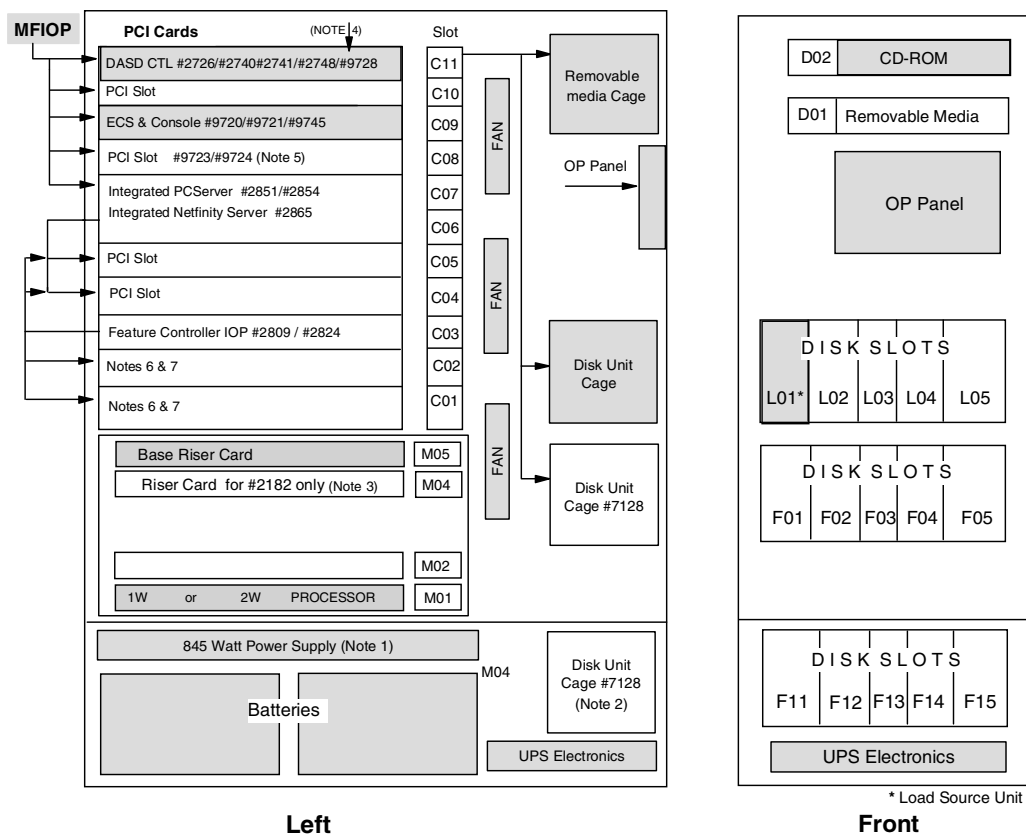 MFIOP
PCI Cards
(NOTE 4)
Slot
DASD CTL #2726/#2740#2741/#2748/#9728
C11
PCI Slot
C10
ECS & Console #9720/#9721/#9745
C09
PCI Slot #9723/#9724 (Note 5)
C08
Integrated PCServer #2851/#2854
C07
Integrated Netfinity Server #2865
C06
PCI Slot
C05
PCI Slot
C04
Feature Controller IOP #2809 / #2824
C03
Notes 6 & 7
C02
Notes 6 & 7
C01
Base Riser Card
M05
Riser Card for #2182 only (Note 3)
M04
M02
1W or 2W PROCESSOR
M01
FAN
FAN
FAN
Removable
media Cage
OP Panel
Disk Unit
Cage
Disk Unit
Cage #7128
845 Watt Power Supply (Note 1)
M04
Batteries
Disk Unit
Cage #7128
(Note 2)
UPS Electronics
Left
D02 CD-ROM
D01 Removable Media
OP Panel
DISK SLOTS
L01* L02 L03 L04 L05
DISK SLOTS
F01 F02 F03 F04 F05
DISK SLOTS
F11 F12 F13 F14 F15
UPS Electronics
* Load Source Unit
Front